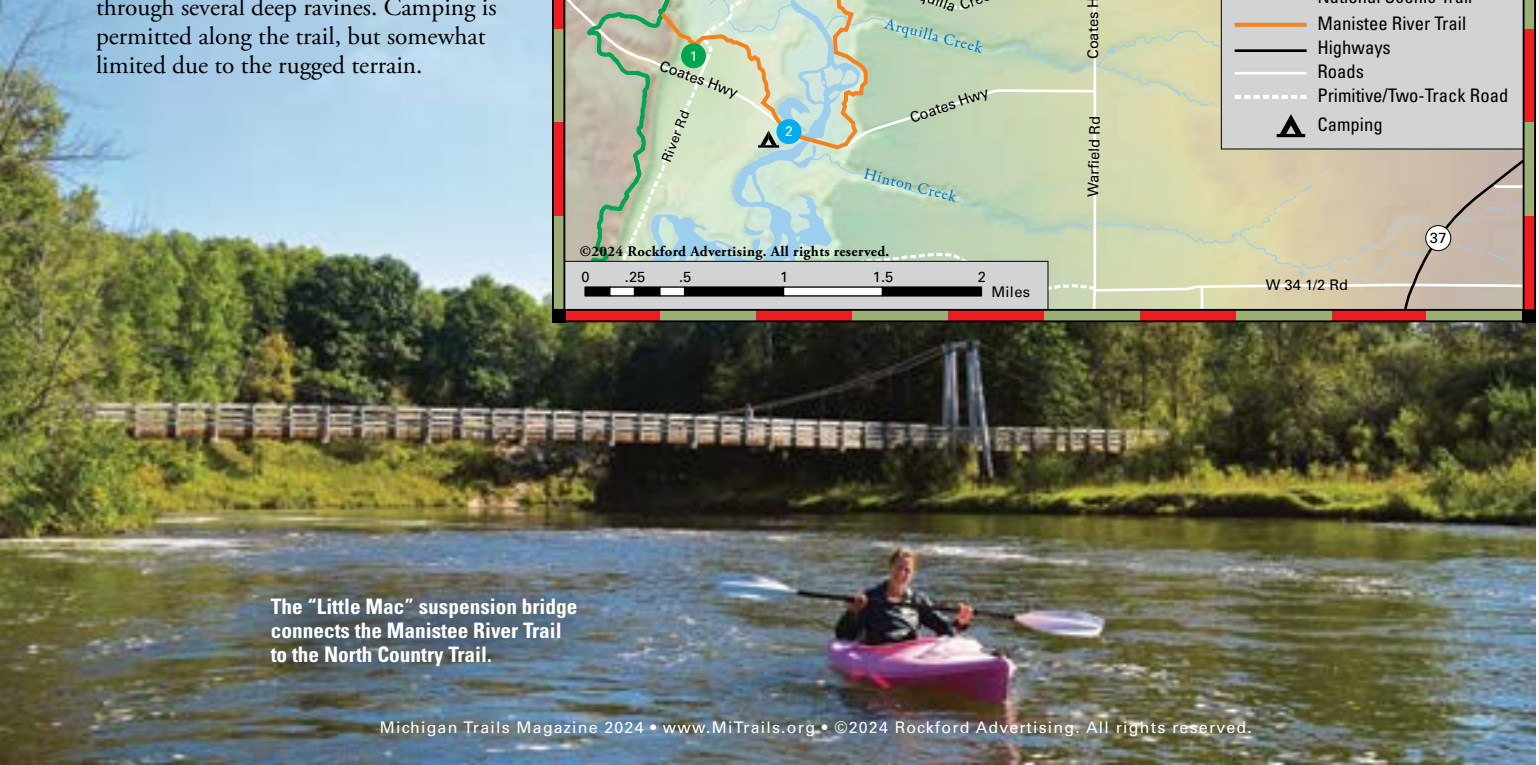 through several deep ravines. Camping is
permitted along the trail, but somewhat
limited due to the rugged terrain.
Manistee River Trail
Highways
Roads
Primitive/Two-Track Road
Camping
Arquilla Creek
Coates H
1
Coates Hwy
Coates Hwy
River Rd
2
Warfield Rd
Hinton Creek
37
©2024 Rockford Advertising. All rights reserved.
0 .25 .5 1 1.5 2
Miles
W 34 1/2 Rd
The “Little Mac” suspension bridge
connects the Manistee River Trail
to the North Country Trail.
Michigan Trails Magazine 2024 • www.MiTrails.org • ©2024 Rockford Advertising. All rights reserved.